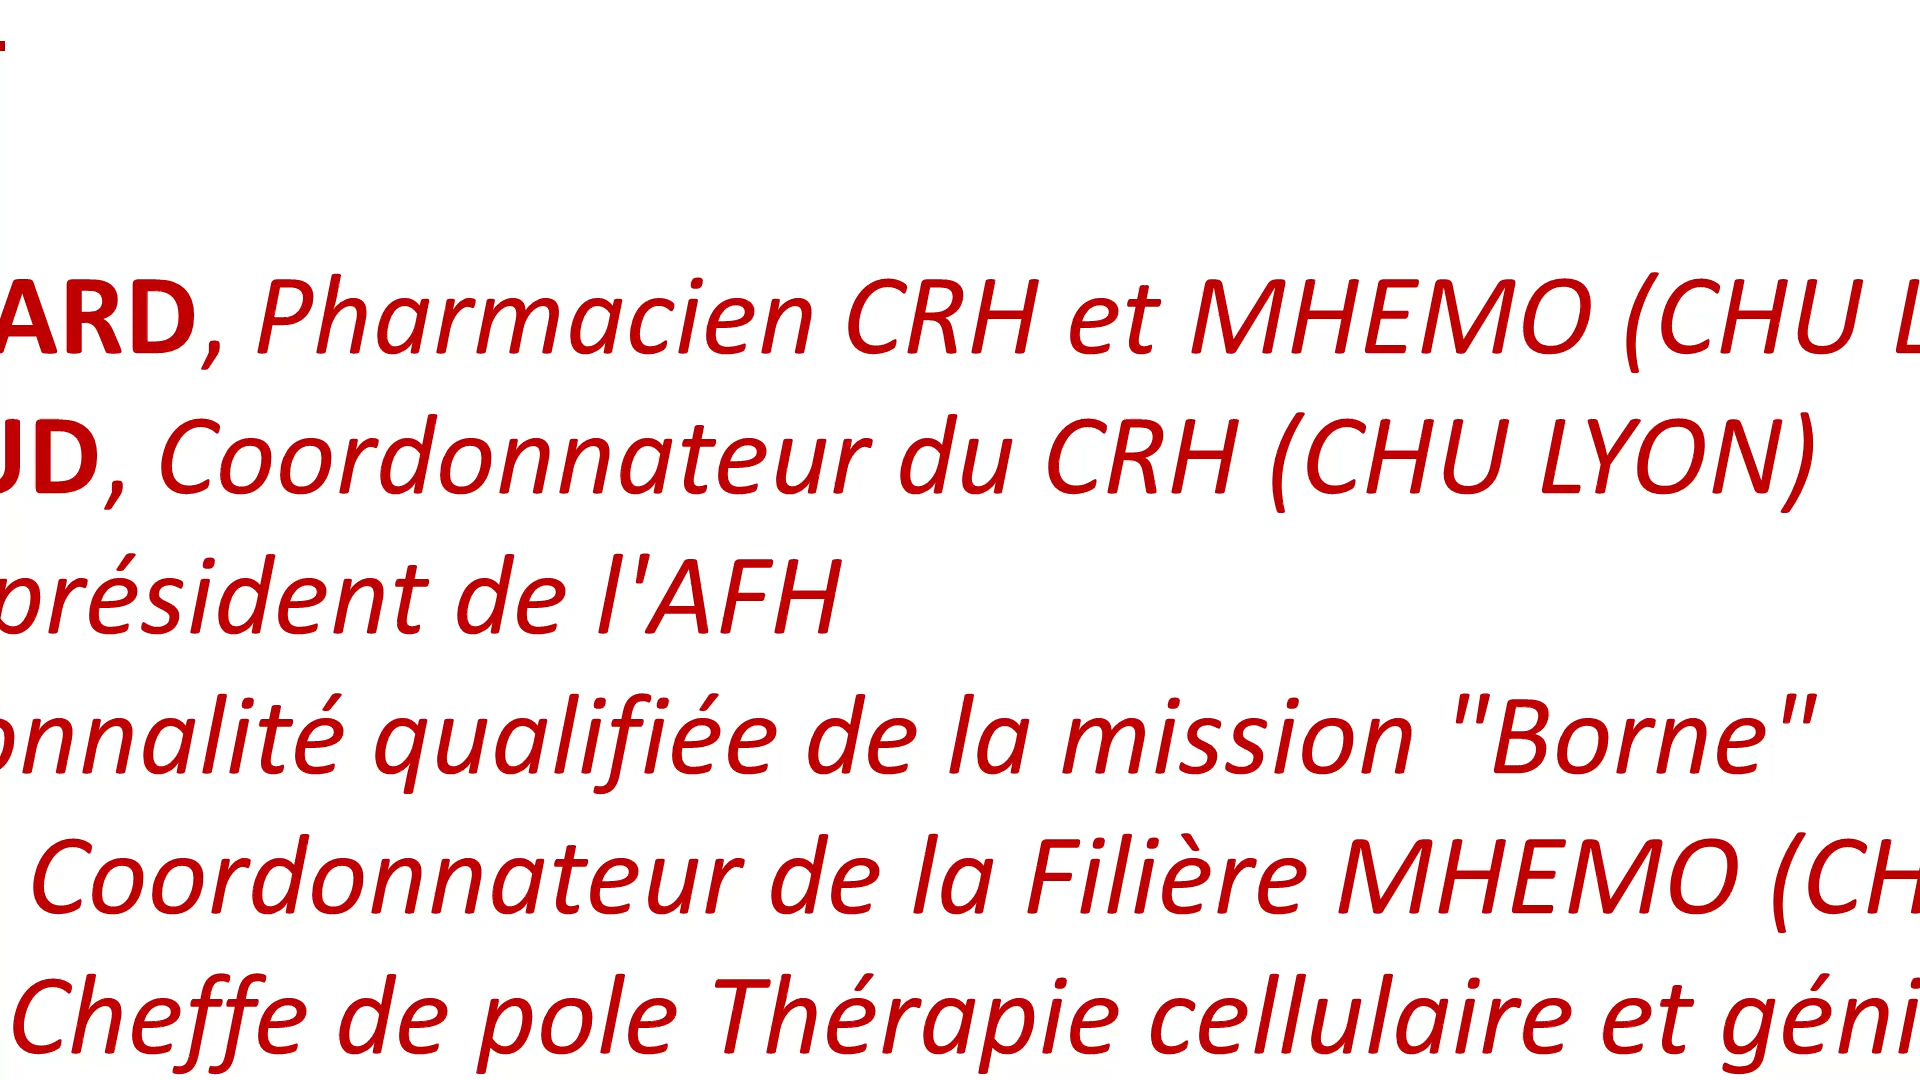 ARD, Pharmacien CRH et MHEMO (CHU L
UD, Coordonnateur du CRH (CHU LYON)
président de l'AFH
onnalité qualifiée de la mission "Borne"
Coordonnateur de la Filière MHEMO (CH
Cheffe de pole Thérapie cellulaire et géni